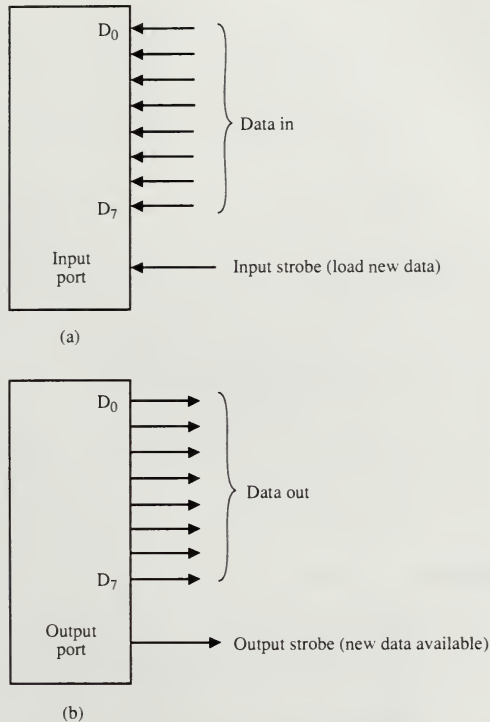 D₀
Data in
D₇
Input
port
Input strobe (load new data)
(a)
D₀
Data out
D₇
Output
port
Output strobe (new data available)
(b)